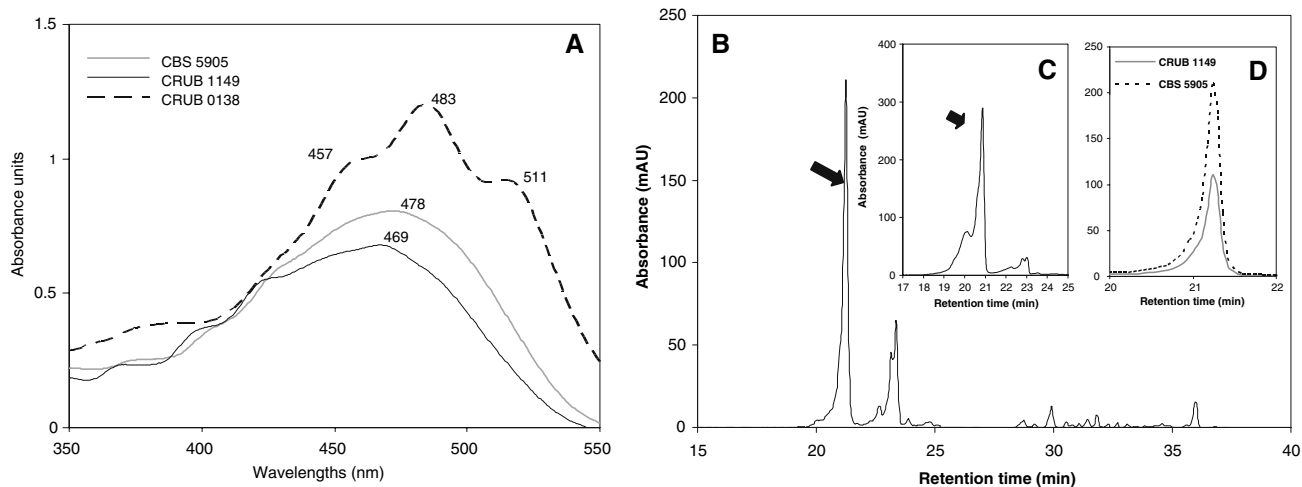 A
CBS 5905
CRUB 1149
CRUB 0138
1.5
1
0.5
0
Absorbance units
457
483
511
478
469
350 400 450 500 550
Wavelengths (nm)
B
250
200
150
100
50
0
Absorbance (mAU)
15 20 25 30 35 40
Retention time (min)
C
400
300
200
100
0
Absorbance (mAU)
17 18 19 20 21 22 23 24 25
Retention time (min)
D
CRUB 1149
CBS 5905
250
200
150
100
50
0
20 21 22
Retention time (min)